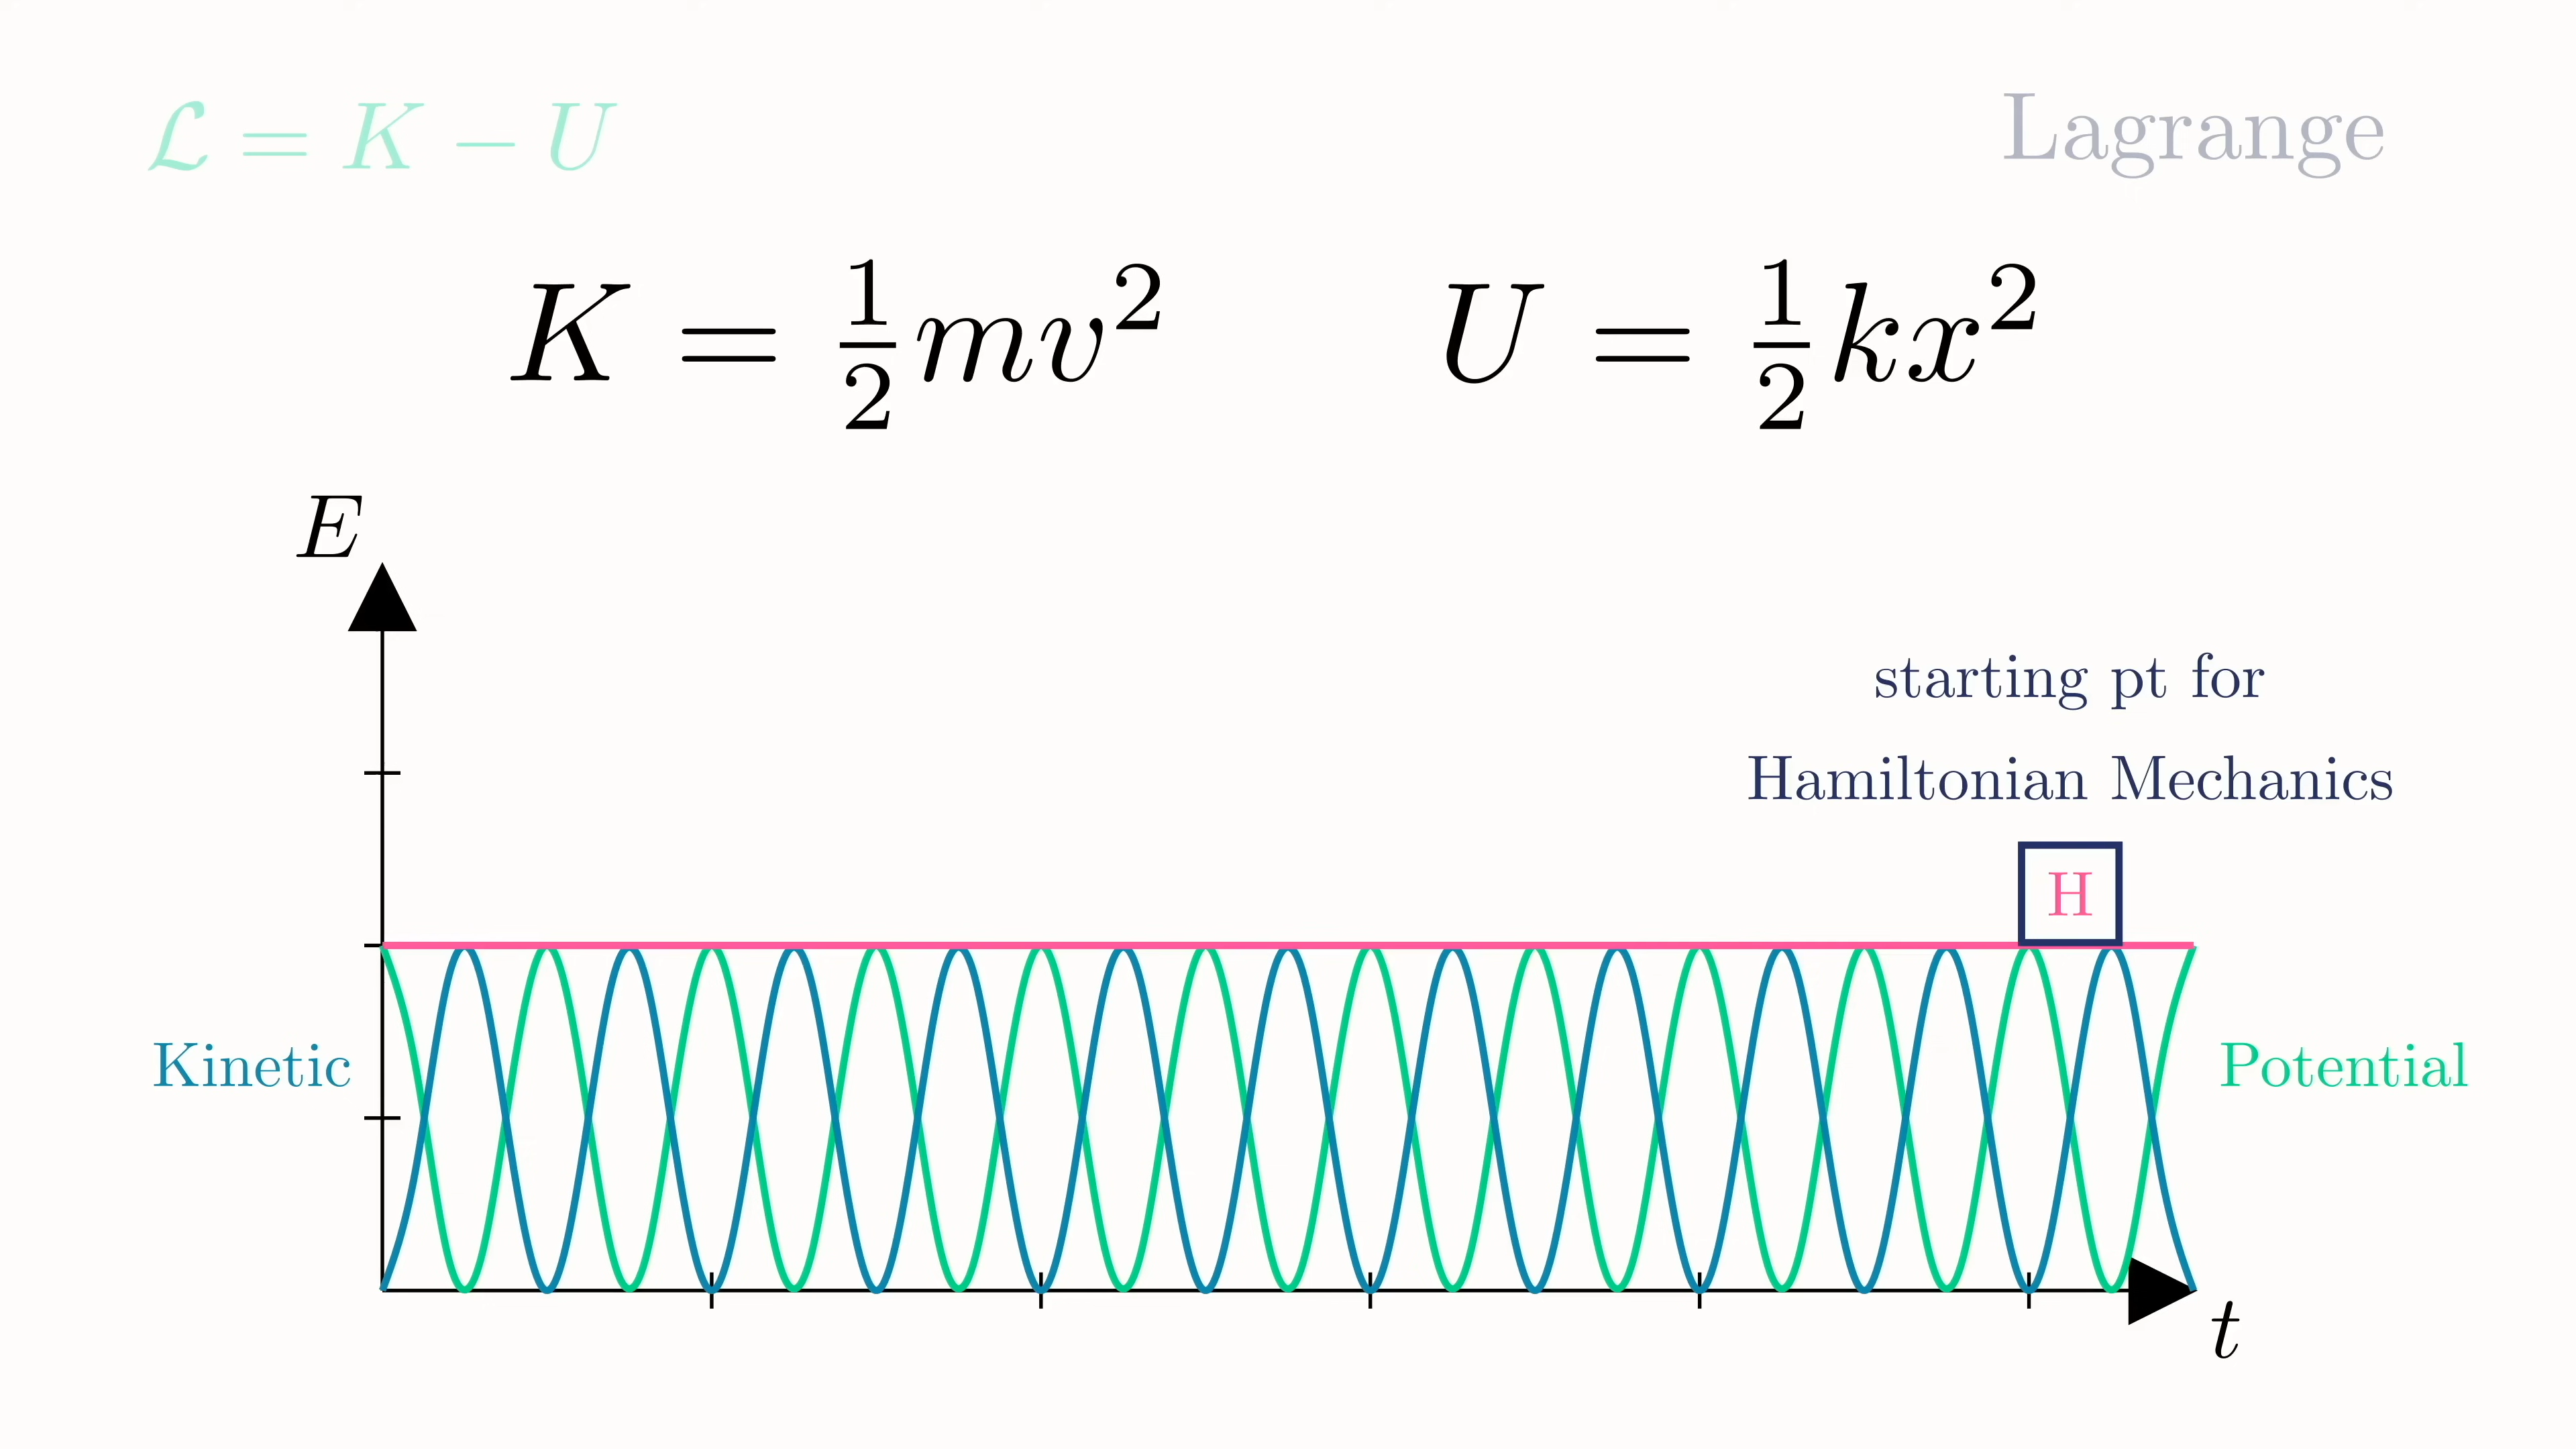 ℒ = K − U
Lagrange
K = ½mv²
U = ½kx²
E
starting pt for
Hamiltonian Mechanics
H
Kinetic
Potential
t